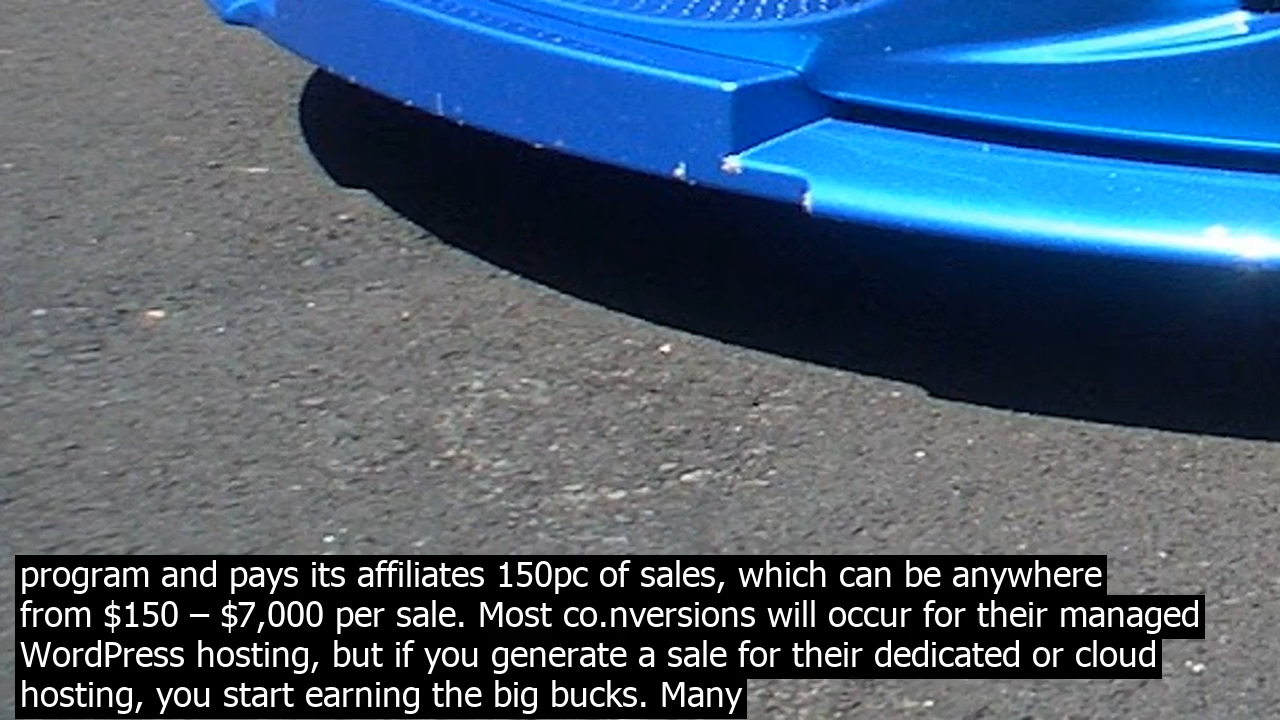 program and pays its affiliates 150pc of sales, which can be anywhere
from $150 – $7,000 per sale. Most co.nversions will occur for their managed
WordPress hosting, but if you generate a sale for their dedicated or cloud
hosting, you start earning the big bucks. Many